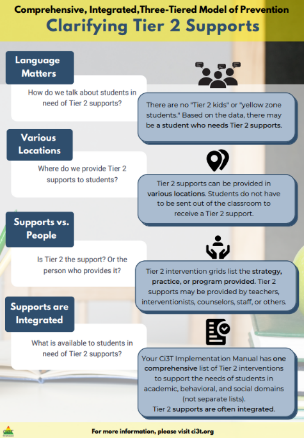 Comprehensive, Integrated,Three-Tiered Model of Prevention
Clarifying Tier 2 Supports
Language
Matters
How do we talk about students in
need of Tier 2 supports?
There are no "Tier 2 kids" or "yellow zone
students." Based on the data, there may
be a student who needs Tier 2 supports.
Various
Locations
Where do we provide Tier 2
supports to students?
Tier 2 supports can be provided in
various locations. Students do not have
to be sent out of the classroom to
receive a Tier 2 support.
Supports vs.
People
Is Tier 2 the support? Or the
person who provides it?
Tier 2 intervention grids list the strategy,
practice, or program provided. Tier 2
supports may be provided by teachers,
interventionists, counselors, staff, or others.
Supports are
Integrated
What is available to students in
need of Tier 2 supports?
Your Ci3T Implementation Manual has one
comprehensive list of Tier 2 interventions
to support the needs of students in
academic, behavioral, and social domains
(not separate lists).
Tier 2 supports are often integrated.
For more information, please visit ci3t.org